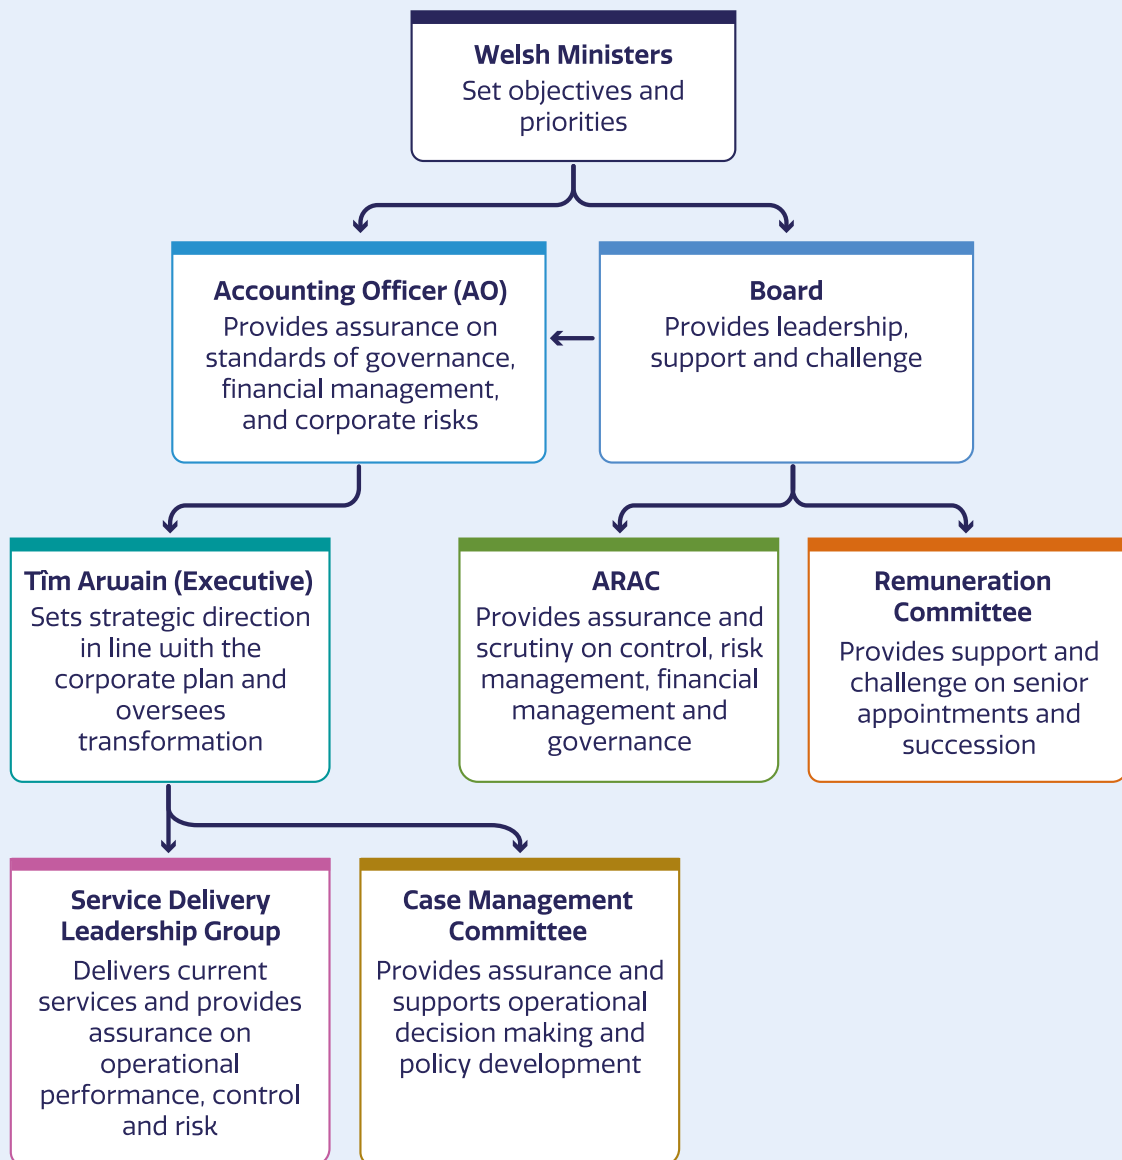 Welsh Ministers
Set objectives and
priorities
Accounting Officer (AO)
Provides assurance on
standards of governance,
financial management,
and corporate risks
Board
Provides leadership,
support and challenge
Tîm Arwain (Executive)
Sets strategic direction
in line with the
corporate plan and
oversees
transformation
ARAC
Provides assurance and
scrutiny on control, risk
management, financial
management and
governance
Remuneration
Committee
Provides support and
challenge on senior
appointments and
succession
Service Delivery
Leadership Group
Delivers current
services and provides
assurance on
operational
performance, control
and risk
Case Management
Committee
Provides assurance and
supports operational
decision making and
policy development